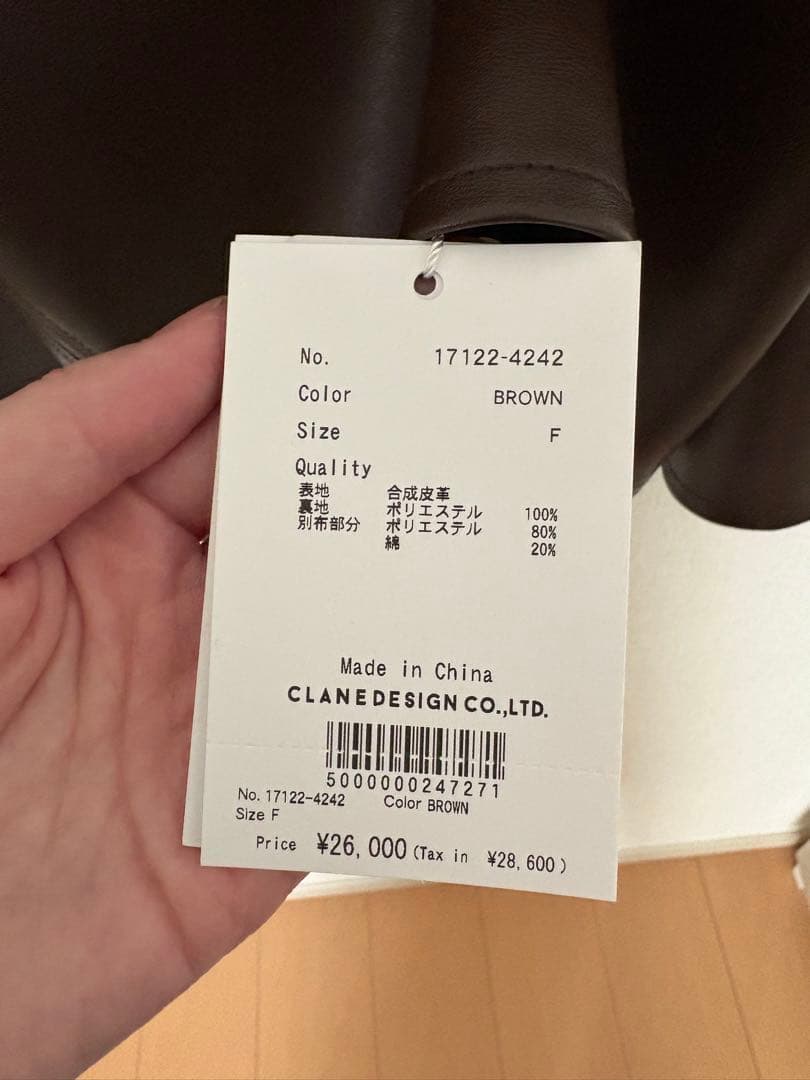 No. 17122-4242
Color BROWN
Size F
Quality
表地 合成皮革
裏地 ポリエステル 100%
別布部分 ポリエステル 80%
綿 20%
Made in China
CLANEDESIGN CO.,LTD.
5000000247271
No. 17122-4242 Color BROWN
Size F
Price ¥26,000 (Tax in ¥28,600)